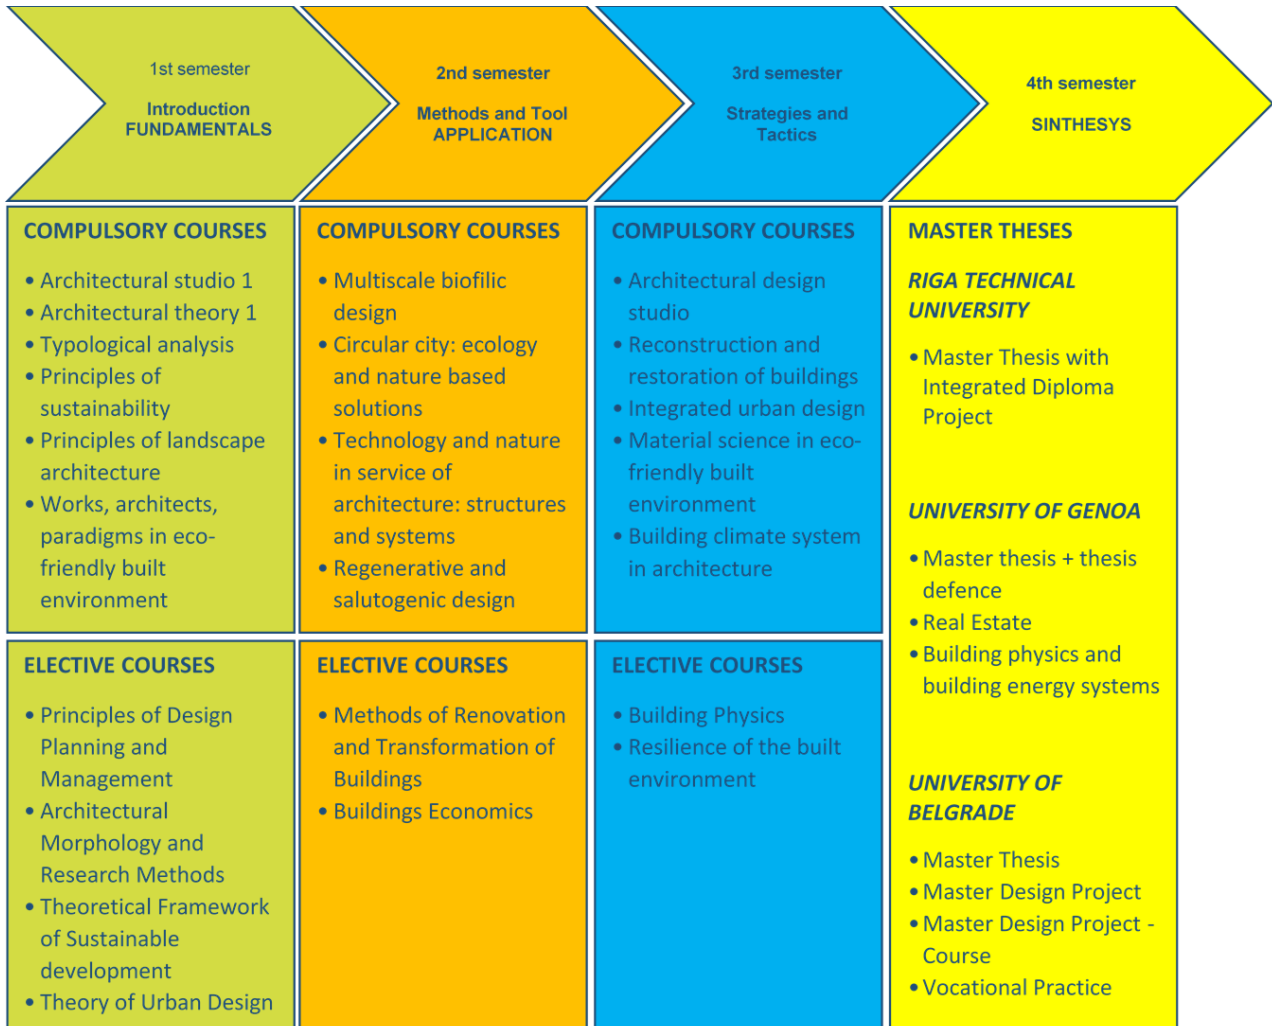 1st semester
Introduction
FUNDAMENTALS
2nd semester
Methods and Tool
APPLICATION
3rd semester
Strategies and
Tactics
4th semester
SINTHESYS
COMPULSORY COURSES
• Architectural studio 1
• Architectural theory 1
• Typological analysis
• Principles of
sustainability
• Principles of landscape
architecture
• Works, architects,
paradigms in eco-
friendly built
environment
ELECTIVE COURSES
• Principles of Design
Planning and
Management
• Architectural
Morphology and
Research Methods
• Theoretical Framework
of Sustainable
development
• Theory of Urban Design
COMPULSORY COURSES
• Multiscale biofilic
design
• Circular city: ecology
and nature based
solutions
• Technology and nature
in service of
architecture: structures
and systems
• Regenerative and
salutogenic design
ELECTIVE COURSES
• Methods of Renovation
and Transformation of
Buildings
• Buildings Economics
COMPULSORY COURSES
• Architectural design
studio
• Reconstruction and
restoration of buildings
• Integrated urban design
• Material science in eco-
friendly built
environment
• Building climate system
in architecture
ELECTIVE COURSES
• Building Physics
• Resilience of the built
environment
MASTER THESES
RIGA TECHNICAL
UNIVERSITY
• Master Thesis with
Integrated Diploma
Project
UNIVERSITY OF GENOA
• Master thesis + thesis
defence
• Real Estate
• Building physics and
building energy systems
UNIVERSITY OF
BELGRADE
• Master Thesis
• Master Design Project
• Master Design Project -
Course
• Vocational Practice